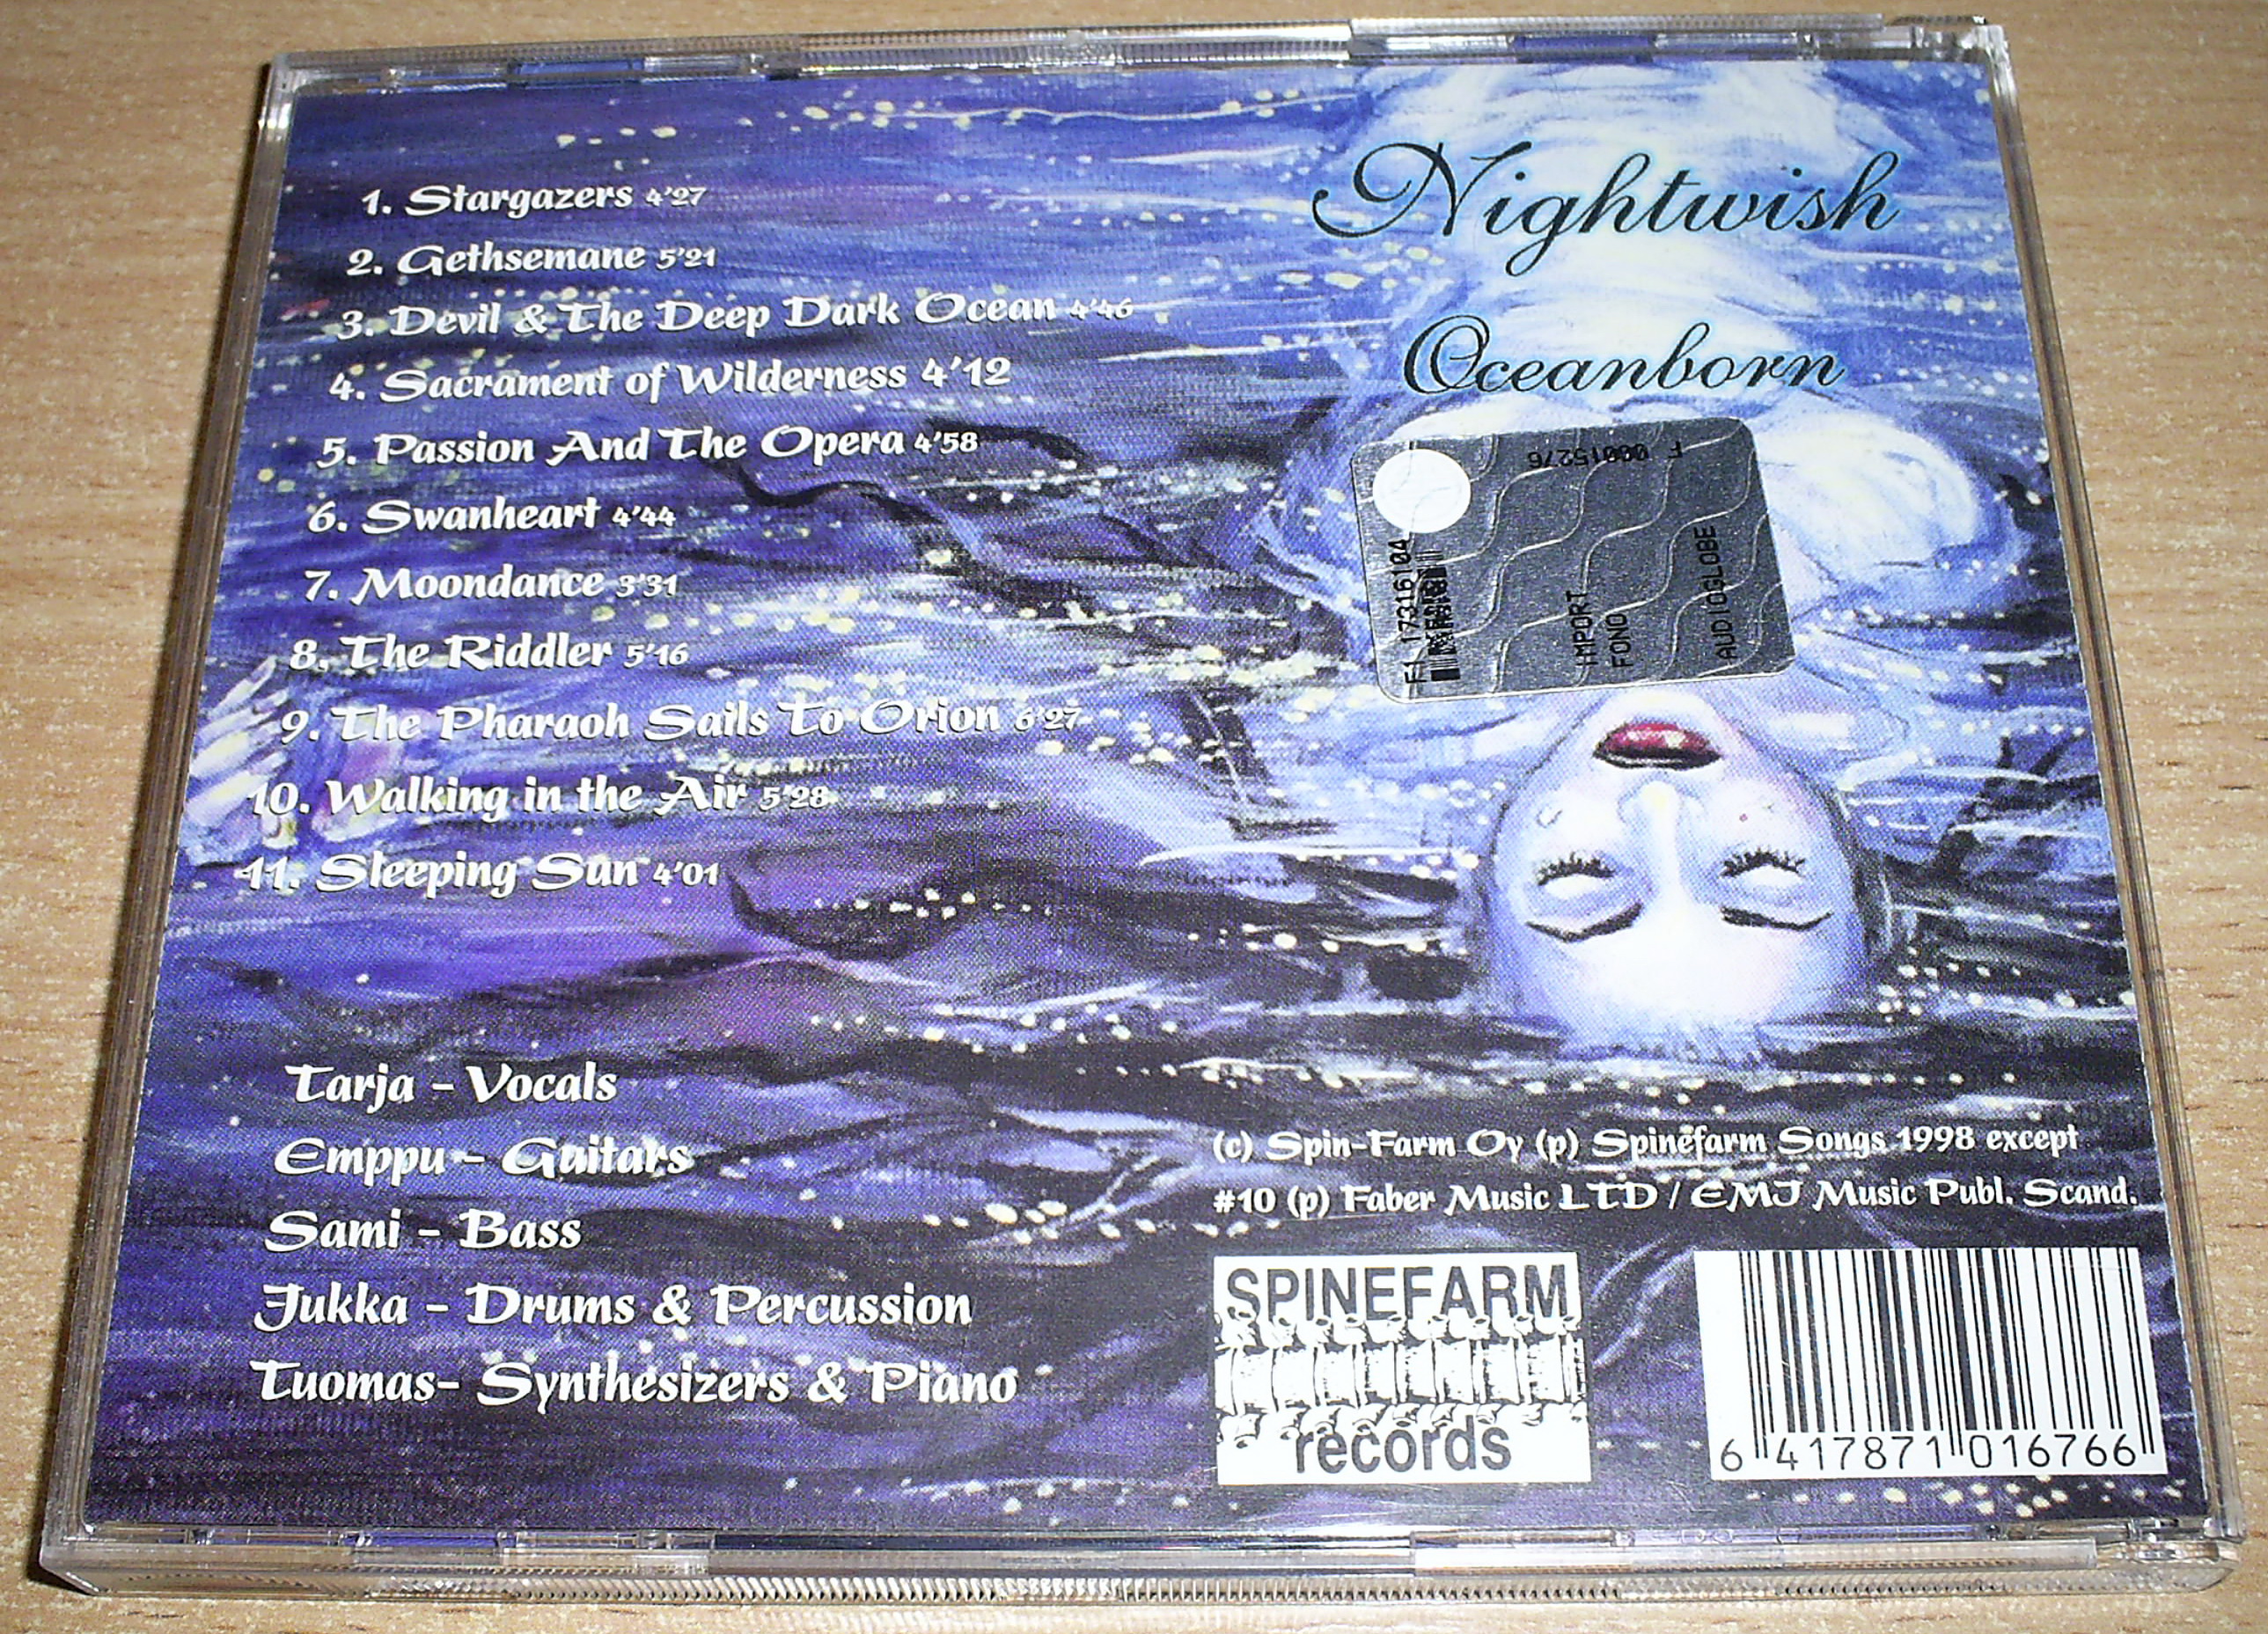 1. Stargazers 4'27
2. Gethsemane 5'21
3. Devil & The Deep Dark Ocean 4'46
4. Sacrament of Wilderness 4'12
5. Passion And The Opera 4'58
6. Swanheart 4'44
7. Moondance 3'31
8. The Riddler 5'16
9. The Pharaoh Sails To Orion 6'27
10. Walking in the Air 5'28
11. Sleeping Sun 4'01
Tarja - Vocals
Emppu - Guitars
Sami - Bass
Jukka - Drums & Percussion
Tuomas- Synthesizers & Piano
Nightwish
Oceanborn
F 00015276
F1 17316104
IMPORT
FONO
AUDIOGLOBE
(c) Spin-Farm Oy (p) Spinefarm Songs 1998 except
#10 (p) Faber Music LTD / EMI Music Publ. Scand.
SPINEFARM
records
6 417871 016766